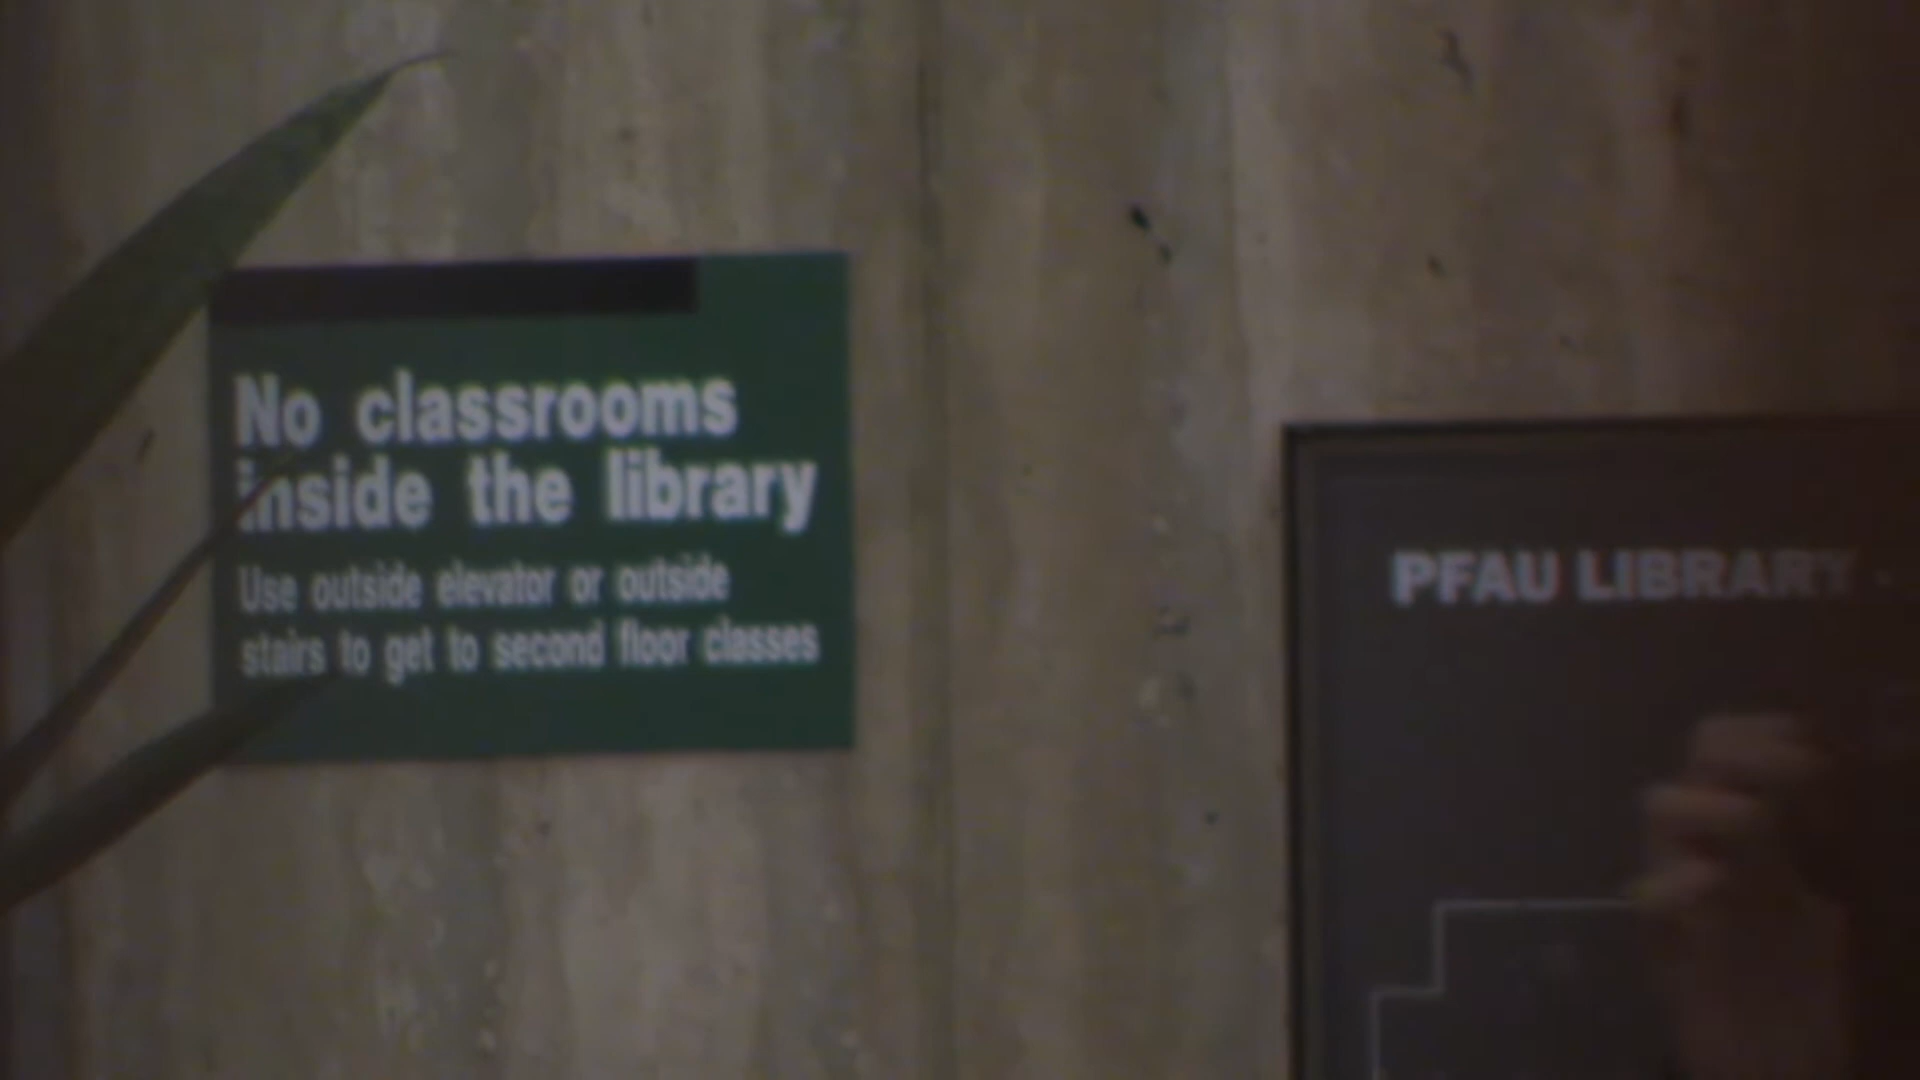 No classrooms
inside the library
Use outside elevator or outside
stairs to get to second floor classes
PFAU LIBRARY -